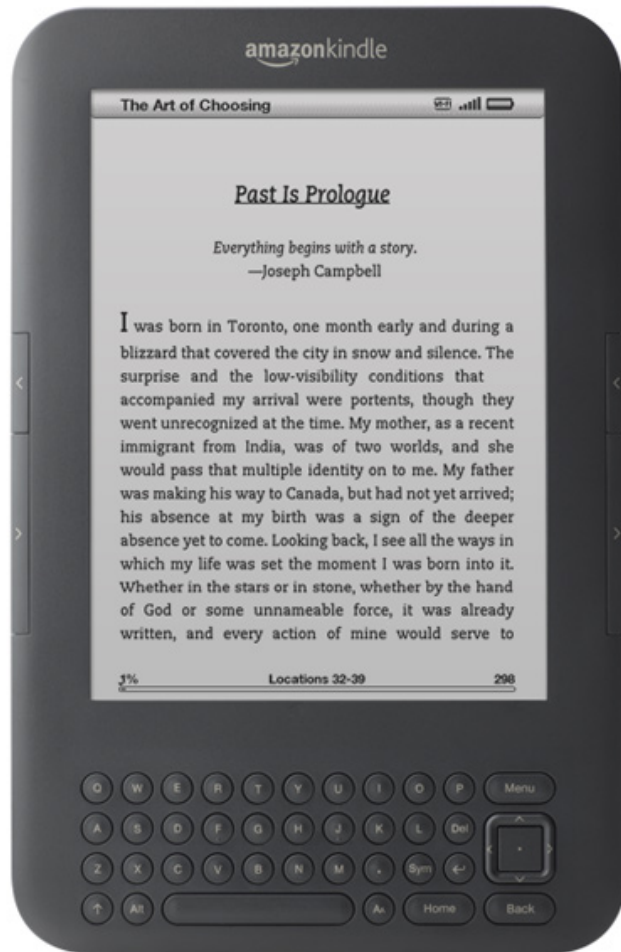 amazonkindle
The Art of Choosing
Past Is Prologue
Everything begins with a story.
—Joseph Campbell
I was born in Toronto, one month early and during a
blizzard that covered the city in snow and silence. The
surprise and the low-visibility conditions that
accompanied my arrival were portents, though they
went unrecognized at the time. My mother, as a recent
immigrant from India, was of two worlds, and she
would pass that multiple identity on to me. My father
was making his way to Canada, but had not yet arrived;
his absence at my birth was a sign of the deeper
absence yet to come. Looking back, I see all the ways in
which my life was set the moment I was born into it.
Whether in the stars or in stone, whether by the hand
of God or some unnameable force, it was already
written, and every action of mine would serve to
1% Locations 32-39 298
Q W E R T Y U I O P Menu
A S D F G H J K L Del
Z X C V B N M . Sym
Alt AA Home Back